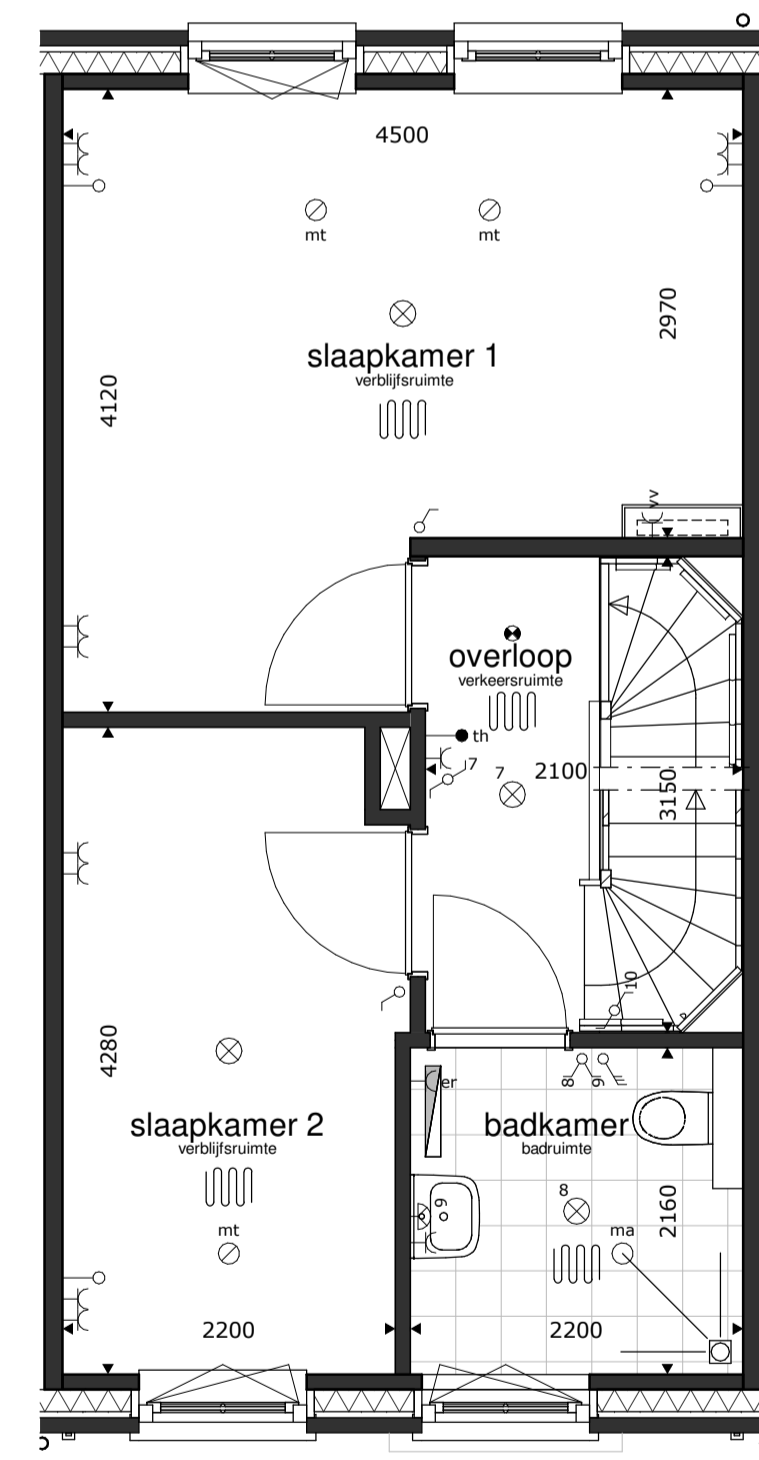 4500
mt
mt
2970
slaapkamer 1
verblijfsruimte
4120
vv
overloop
verkeersruimte
th
7
7
2100
3150
10
4280
er
8
9
slaapkamer 2
verblijfsruimte
badkamer
badruimte
8
9
2160
mt
ma
2200
2200